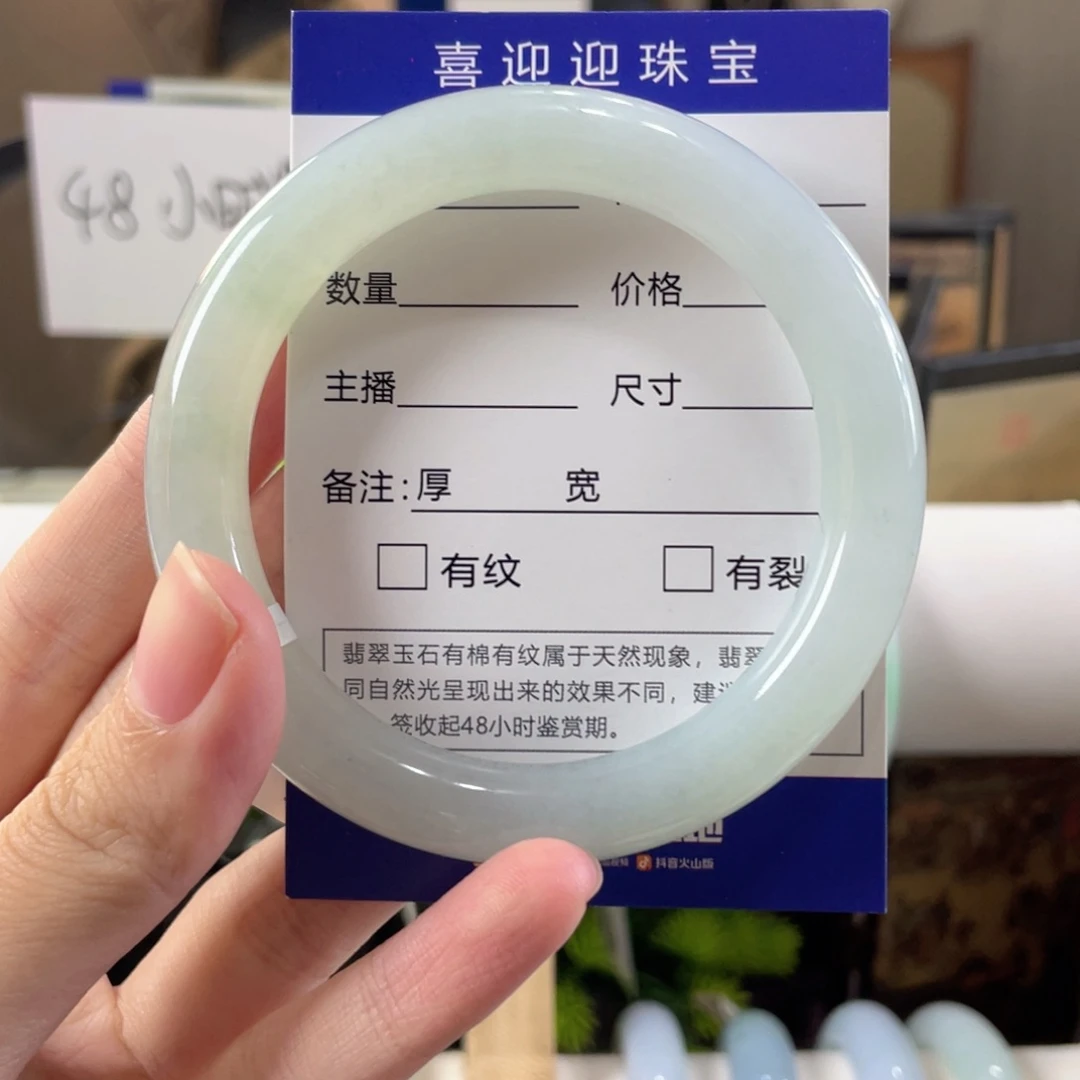 喜迎迎珠宝
48 小时
数量 价格
主播 尺寸
备注:厚 宽
有纹 有裂
翡翠玉石有棉有纹属于天然现象,翡翠
同自然光呈现出来的效果不同,建议
签收起48小时鉴赏期。
抖音火山版